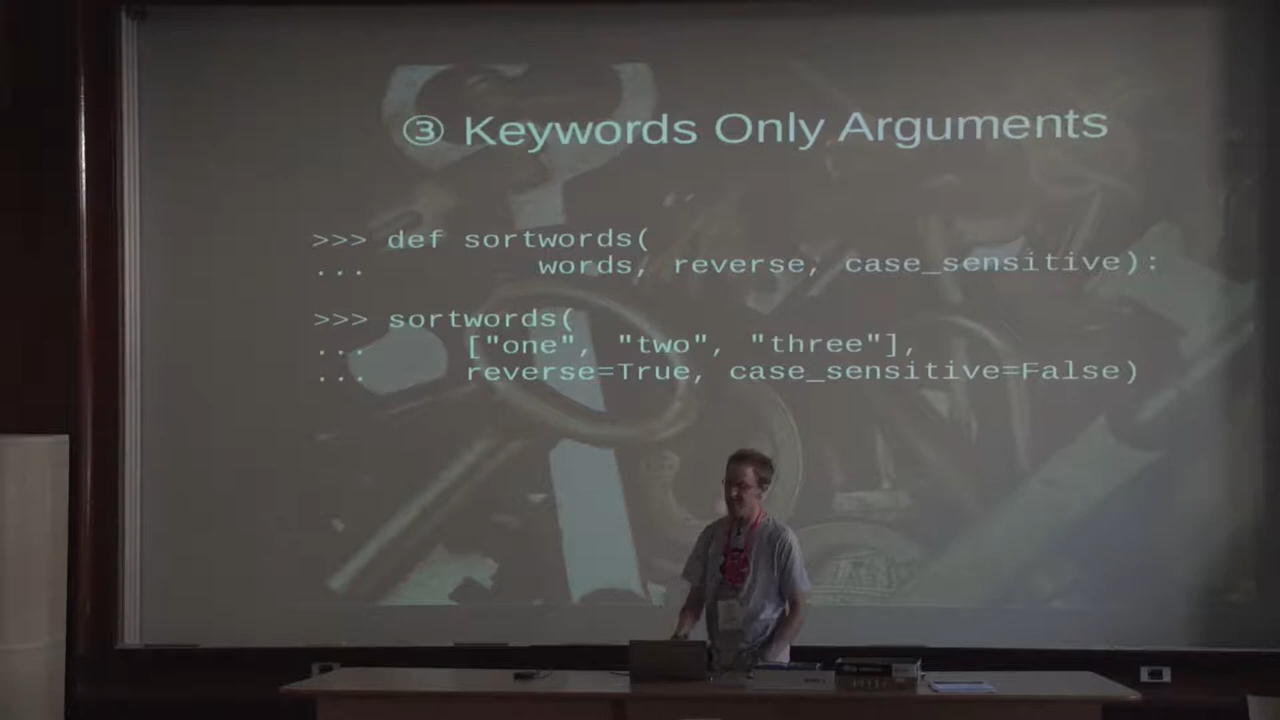 ③ Keywords Only Arguments
>>> def sortwords(
... words, reverse, case_sensitive):
>>> sortwords(
... ["one", "two", "three"],
... reverse=True, case_sensitive=False)